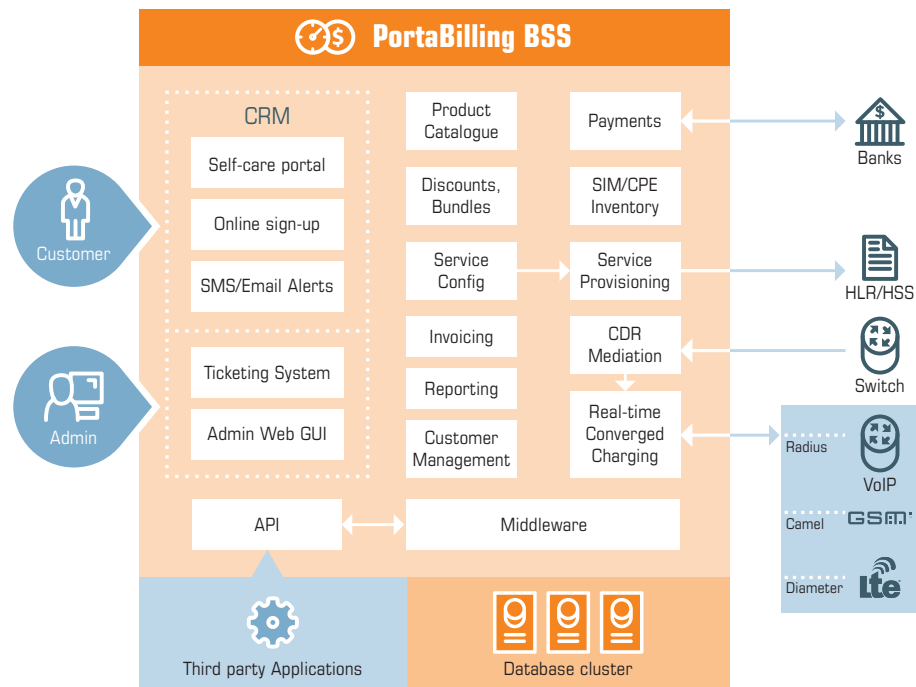 PortaBilling BSS
CRM
Self-care portal
Online sign-up
SMS/Email Alerts
Ticketing System
Admin Web GUI
Customer
Admin
Product
Catalogue
Discounts,
Bundles
Service
Config
Invoicing
Reporting
Customer
Management
Payments
SIM/CPE
Inventory
Service
Provisioning
CDR
Mediation
Real-time
Converged
Charging
API
Middleware
Third party Applications
Database cluster
$
Banks
HLR/HSS
Switch
Radius
VoIP
Camel
GSM
Diameter
Lte